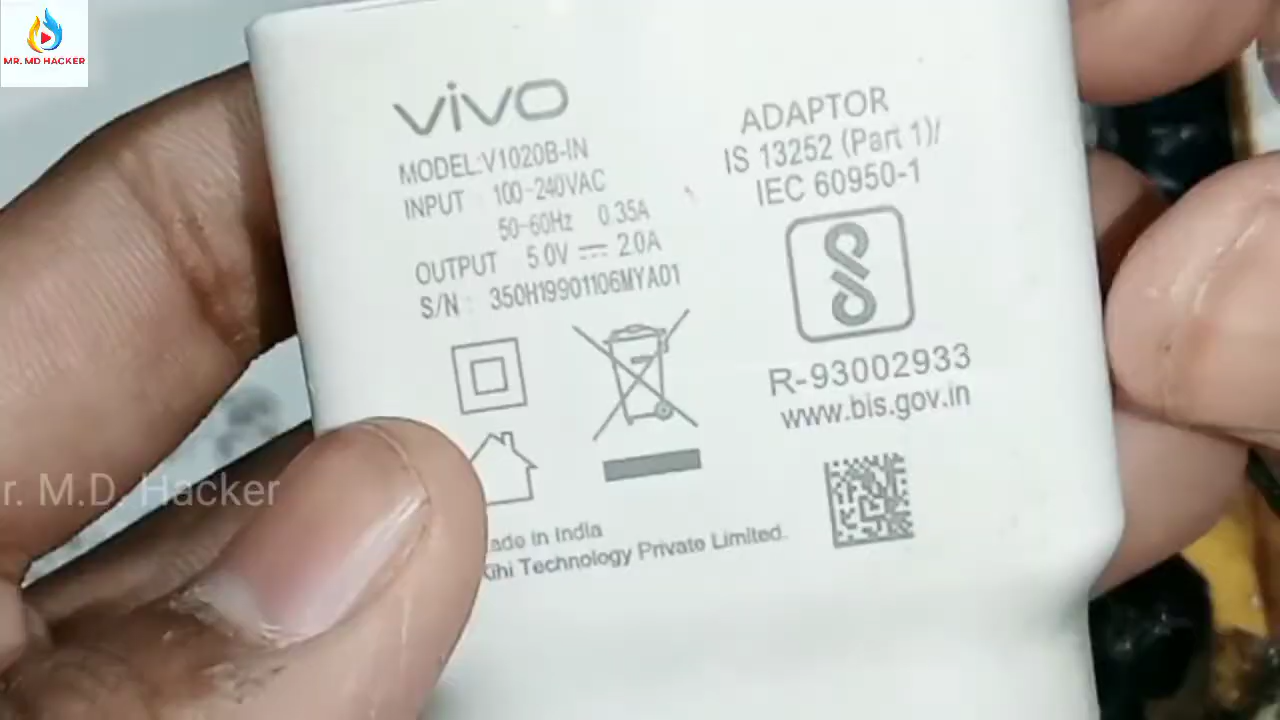 MR. MD HACKER
vivo
MODEL:V1020B-IN
INPUT 100-240VAC
50-60Hz 0.35A
OUTPUT 5.0V ⎓ 2.0A
S/N: 350H19901106MYA01
ADAPTOR
IS 13252 (Part 1)/
IEC 60950-1
R-93002933
www.bis.gov.in
r. M.D. Hacker
ade in India
Kihi Technology Private Limited.